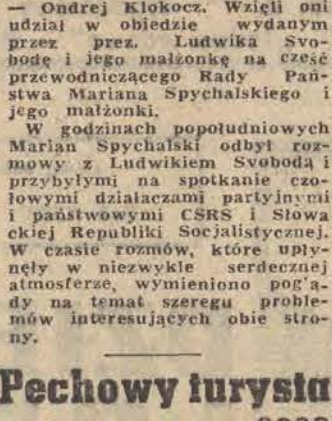 — Ondrej Klokocz. Wzięli oni
udział w obiedzie wydanym
przez prez. Ludwika Svo-
bodę i jego małżonkę na cześć
przewodniczącego Rady Pań-
stwa Mariana Spychalskiego i
jego małżonki.
W godzinach popołudniowych
Marian Spychalski odbył roz-
mowy z Ludwikiem Svobodą i
przybyłymi na spotkanie czo-
łowymi działaczami partyjnymi
i państwowymi CSRS i Słowa
ckiej Republiki Socjalistycznej.
W czasie rozmów, które upły-
nęły w niezwykle serdecznej
atmosferze, wymieniono pog'ą-
dy na temat szeregu proble-
mów interesujących obie stro-
ny.
Pechowy turysta